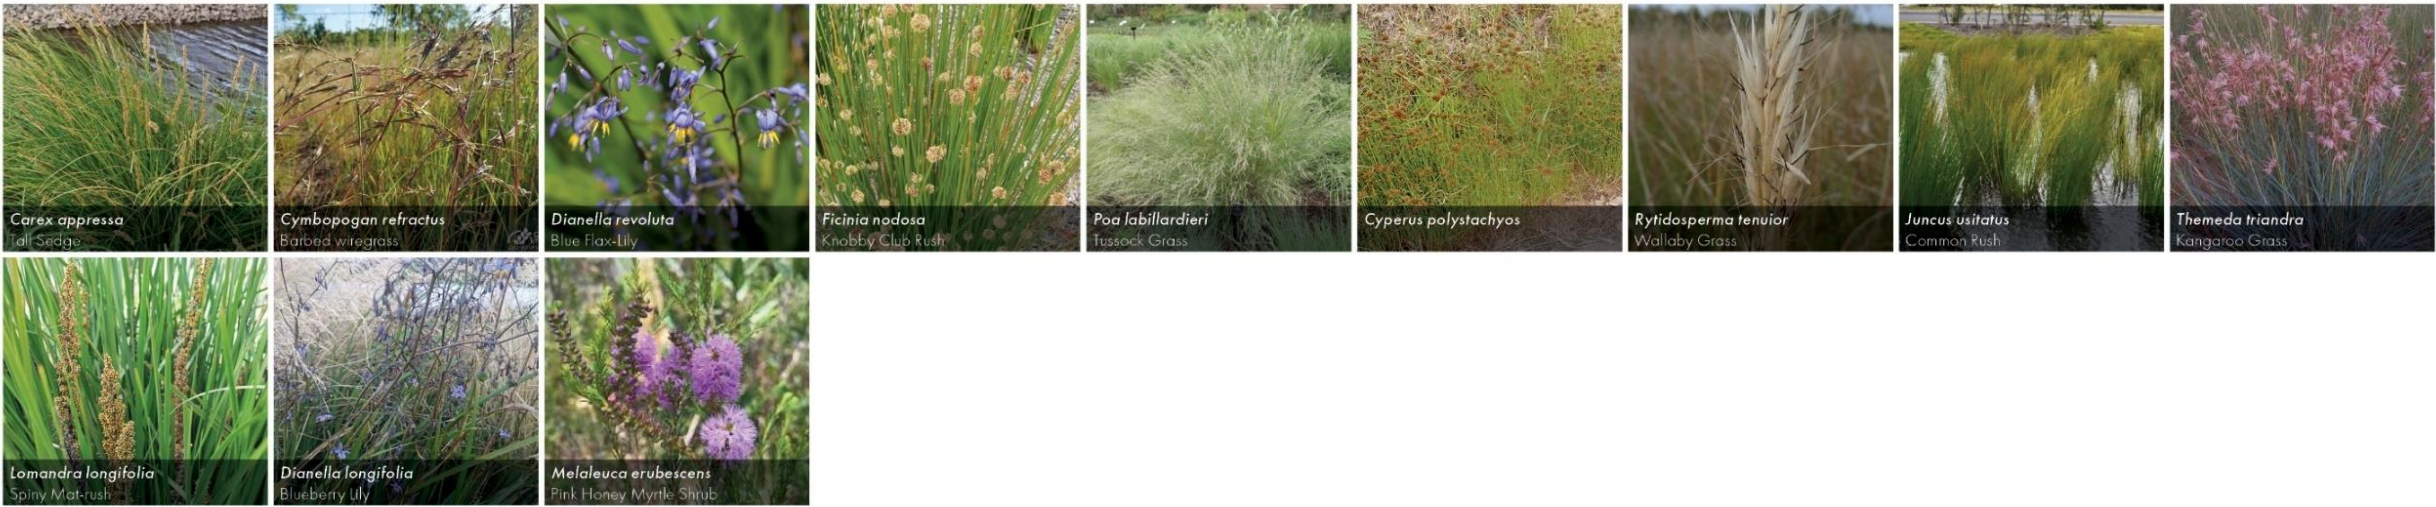 Carex appressa
Tall Sedge
Cymbopogan refractus
Barbed wiregrass
Dianella revoluta
Blue Flax-Lily
Ficinia nodosa
Knobby Club Rush
Poa labillardieri
Tussock Grass
Cyperus polystachyos
Rytidosperma tenuior
Wallaby Grass
Juncus usitatus
Common Rush
Themeda triandra
Kangaroo Grass
Lomandra longifolia
Spiny Mat-rush
Dianella longifolia
Blueberry Lily
Melaleuca erubescens
Pink Honey Myrtle Shrub